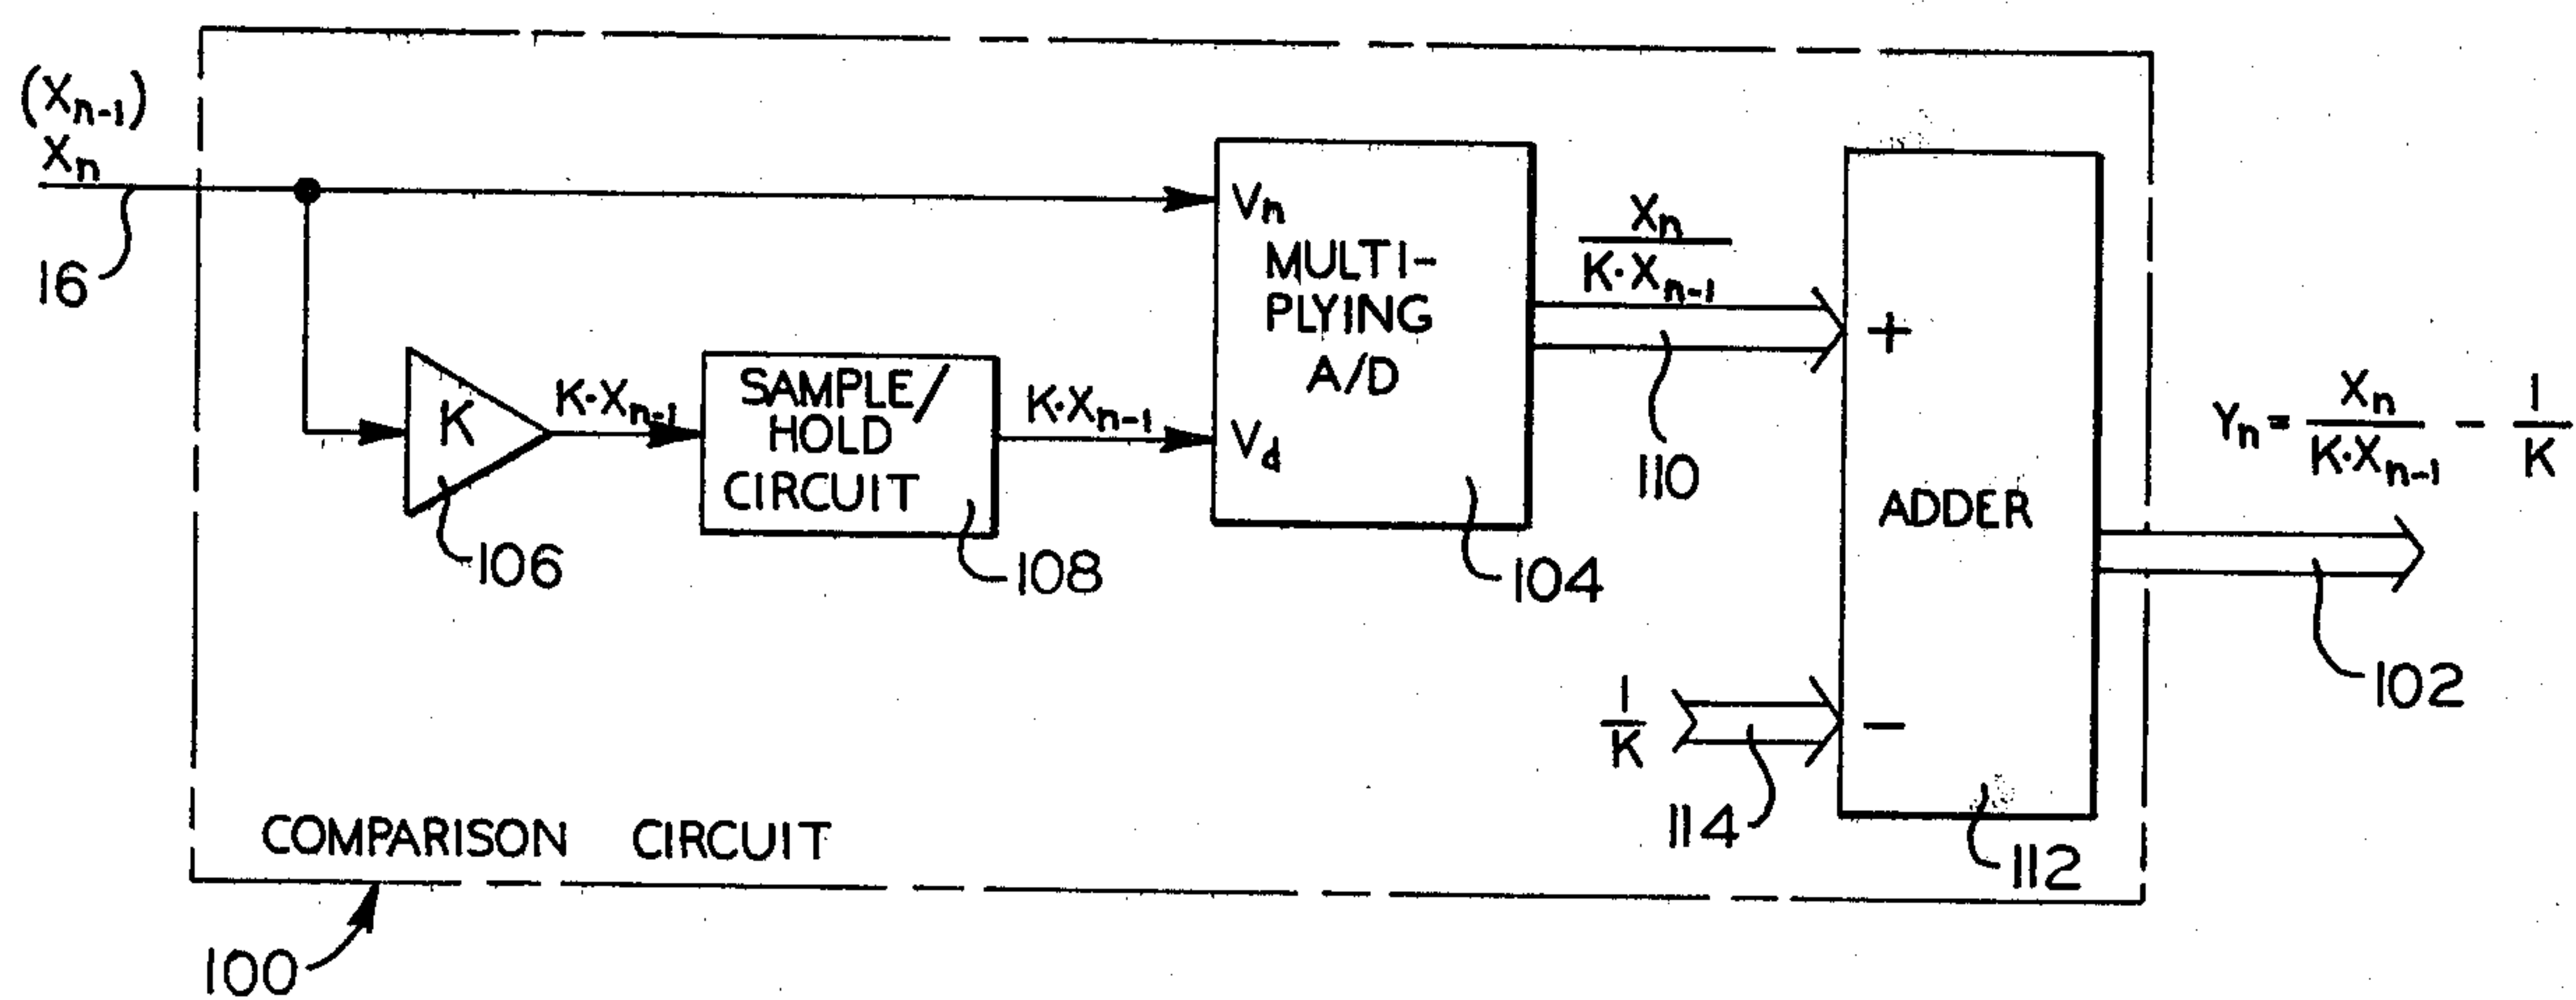 (Xn-1)
Xn
16
K
106
K·Xn-1
SAMPLE/
HOLD
CIRCUIT
108
K·Xn-1
Vn
MULTI-
PLYING
A/D
Vd
104
Xn
K·Xn-1
110
+
ADDER
−
1
K
114
112
Yn = Xn/K·Xn-1 − 1/K
102
COMPARISON CIRCUIT
100